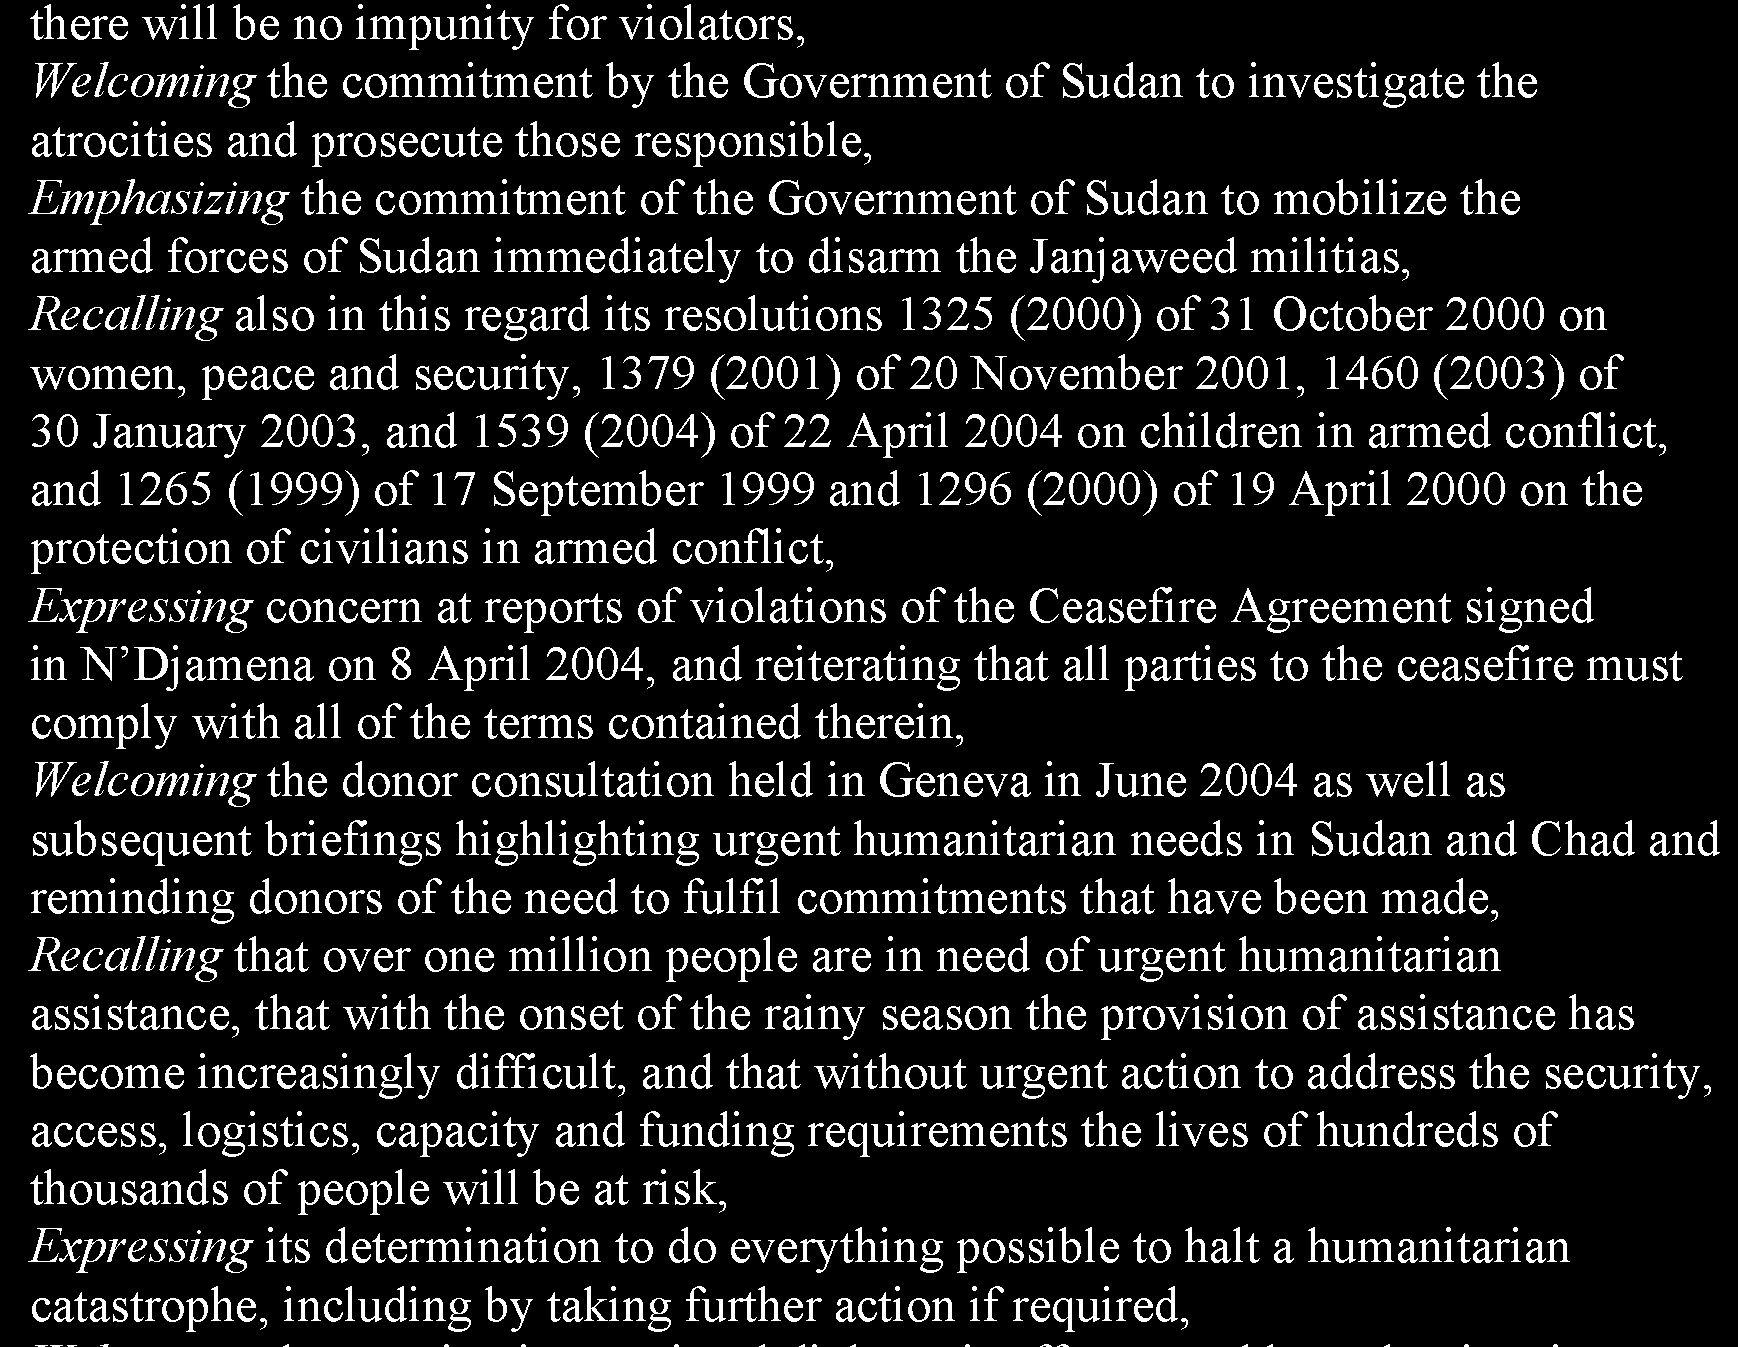 there will be no impunity for violators,
Welcoming the commitment by the Government of Sudan to investigate the
atrocities and prosecute those responsible,
Emphasizing the commitment of the Government of Sudan to mobilize the
armed forces of Sudan immediately to disarm the Janjaweed militias,
Recalling also in this regard its resolutions 1325 (2000) of 31 October 2000 on
women, peace and security, 1379 (2001) of 20 November 2001, 1460 (2003) of
30 January 2003, and 1539 (2004) of 22 April 2004 on children in armed conflict,
and 1265 (1999) of 17 September 1999 and 1296 (2000) of 19 April 2000 on the
protection of civilians in armed conflict,
Expressing concern at reports of violations of the Ceasefire Agreement signed
in N’Djamena on 8 April 2004, and reiterating that all parties to the ceasefire must
comply with all of the terms contained therein,
Welcoming the donor consultation held in Geneva in June 2004 as well as
subsequent briefings highlighting urgent humanitarian needs in Sudan and Chad and
reminding donors of the need to fulfil commitments that have been made,
Recalling that over one million people are in need of urgent humanitarian
assistance, that with the onset of the rainy season the provision of assistance has
become increasingly difficult, and that without urgent action to address the security,
access, logistics, capacity and funding requirements the lives of hundreds of
thousands of people will be at risk,
Expressing its determination to do everything possible to halt a humanitarian
catastrophe, including by taking further action if required,